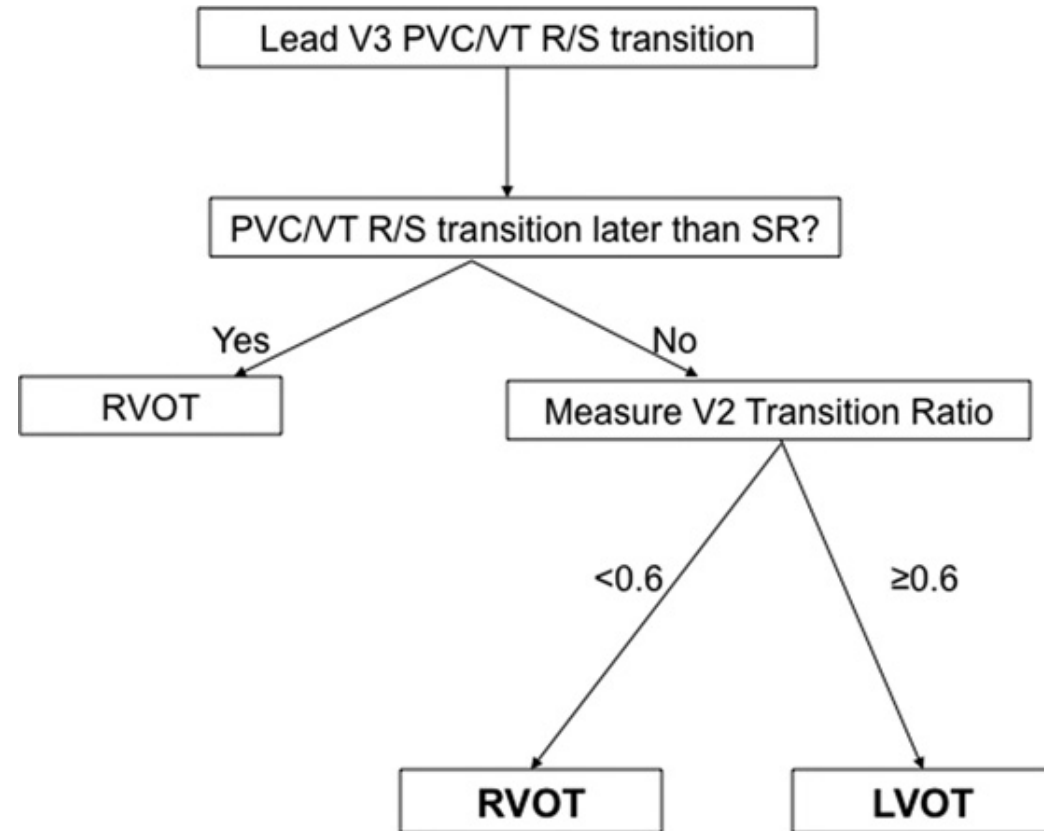 Lead V3 PVC/VT R/S transition
PVC/VT R/S transition later than SR?
Yes
No
RVOT
Measure V2 Transition Ratio
<0.6
≥0.6
RVOT
LVOT